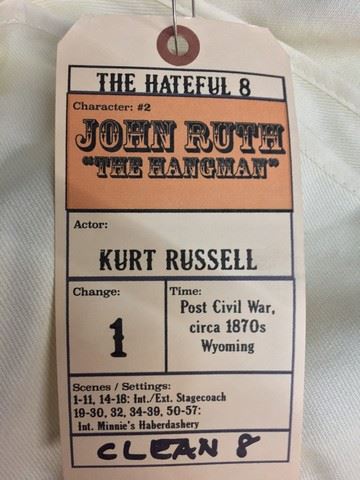 THE HATEFUL 8
Character: #2
JOHN RUTH
"THE HANGMAN"
Actor:
KURT RUSSELL
Change:
1
Time:
Post Civil War,
circa 1870s
Wyoming
Scenes / Settings:
1-11, 14-18: Int./Ext. Stagecoach
19-30, 32, 34-39, 50-57:
Int. Minnie's Haberdashery
CLEAN 8